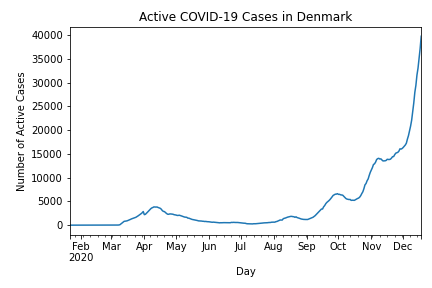 Active COVID-19 Cases in Denmark
Number of Active Cases
40000
35000
30000
25000
20000
15000
10000
5000
0
Feb Mar Apr May Jun Jul Aug Sep Oct Nov Dec
2020
Day